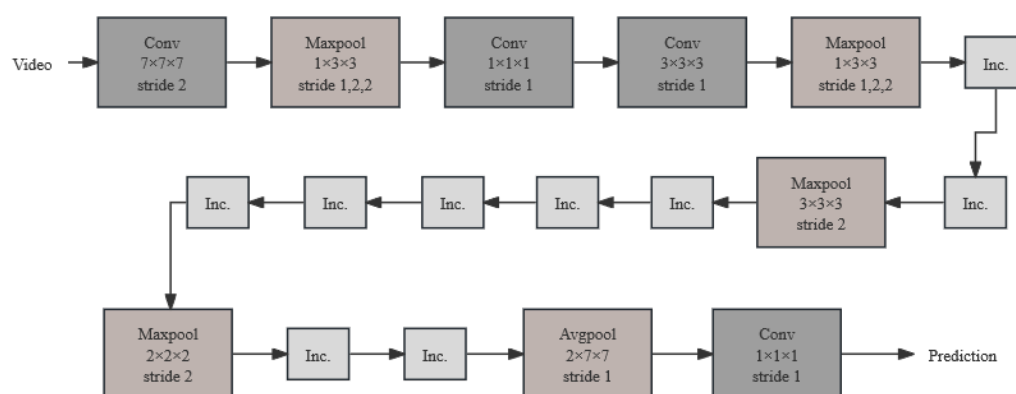 Video
Conv
7×7×7
stride 2
Maxpool
1×3×3
stride 1,2,2
Conv
1×1×1
stride 1
Conv
3×3×3
stride 1
Maxpool
1×3×3
stride 1,2,2
Inc.
Inc.
Maxpool
3×3×3
stride 2
Inc.
Inc.
Inc.
Inc.
Inc.
Maxpool
2×2×2
stride 2
Inc.
Inc.
Avgpool
2×7×7
stride 1
Conv
1×1×1
stride 1
Prediction